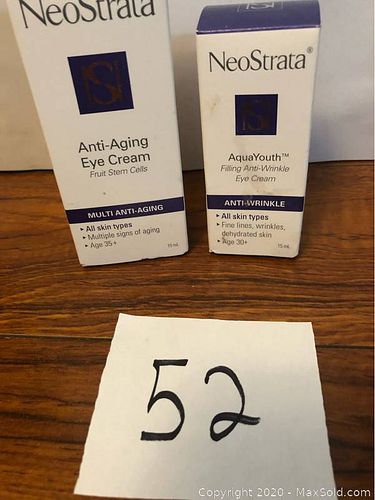 NeoStrata
Anti-Aging
Eye Cream
Fruit Stem Cells
MULTI ANTI-AGING
▸ All skin types
▸ Multiple signs of aging
▸ Age 35+
15 mL
NeoStrata®
AquaYouth™
Filling Anti-Wrinkle
Eye Cream
ANTI-WRINKLE
▸ All skin types
▸ Fine lines, wrinkles,
dehydrated skin
▸ Age 30+
15 mL
52
Copyright © 2020 - MaxSold.com